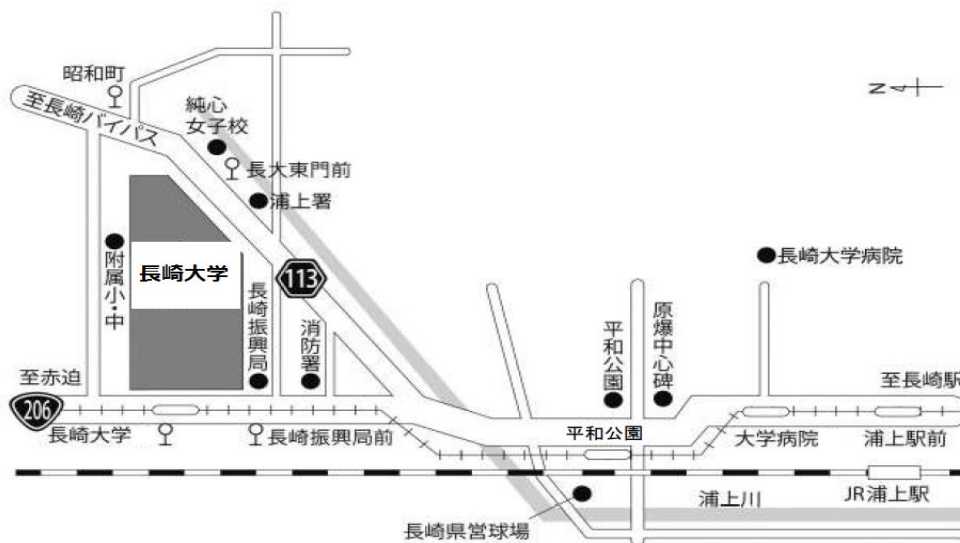 昭和町
至長崎バイパス
純心
女子校
長大東門前
浦上署
N
長崎大学病院
附属小・中
長崎大学
113
長崎振興局
消防署
平和公園
原爆中心碑
至赤迫
至長崎駅
206
長崎大学
長崎振興局前
平和公園
大学病院
浦上駅前
浦上川
JR浦上駅
長崎県営球場